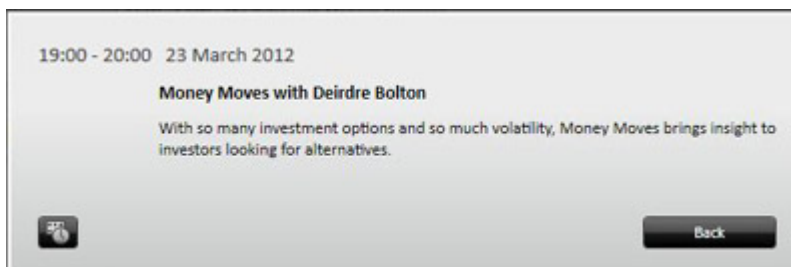 19:00 - 20:00 23 March 2012
Money Moves with Deirdre Bolton
With so many investment options and so much volatility, Money Moves brings insight to
investors looking for alternatives.
Back